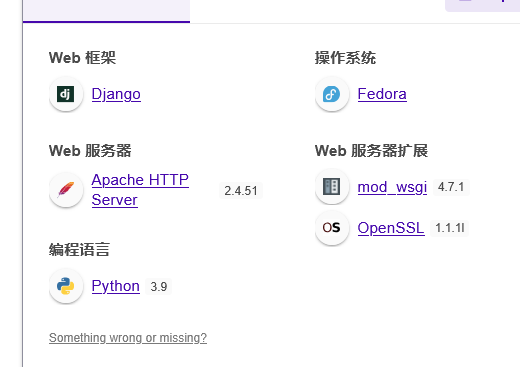 Web 框架
操作系统
dj
Django
Fedora
Web 服务器
Web 服务器扩展
Apache HTTP
Server
2.4.51
mod_wsgi
4.7.1
OS
OpenSSL
1.1.1l
编程语言
Python
3.9
Something wrong or missing?